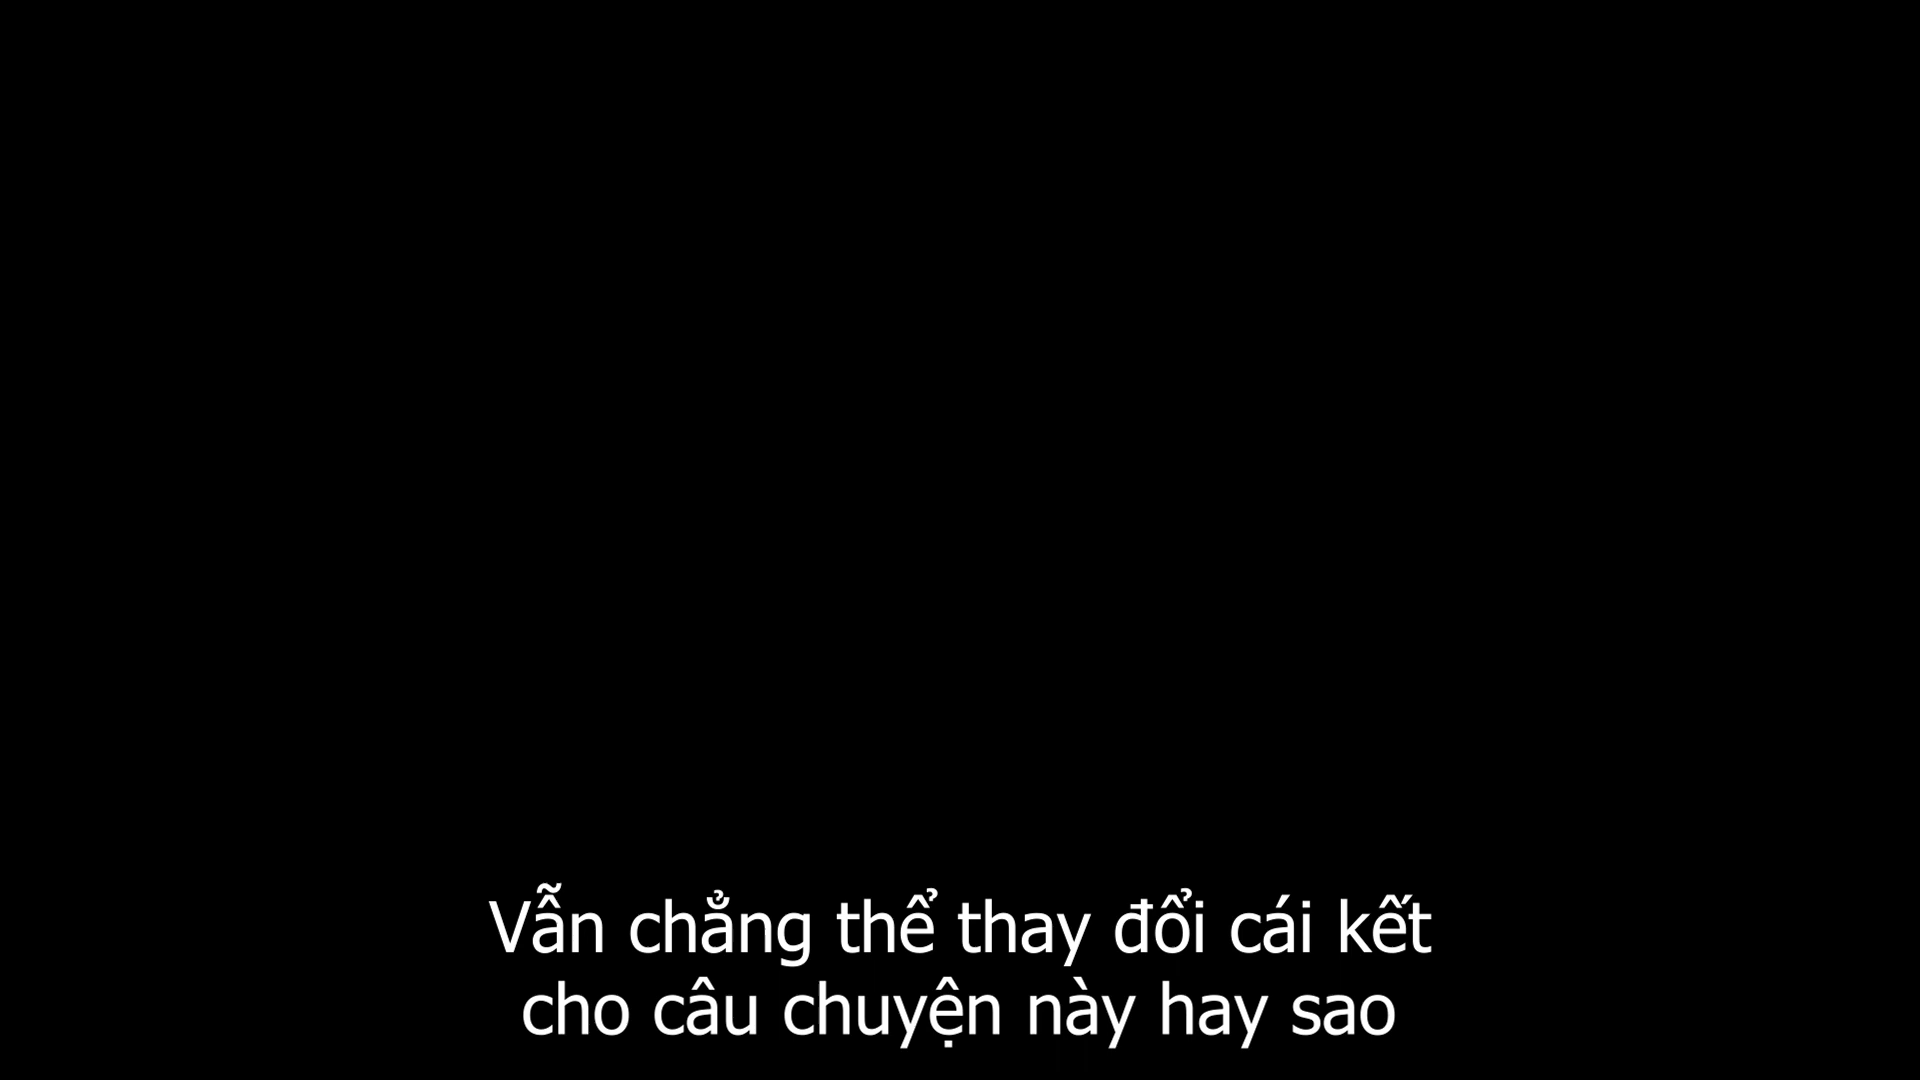 Vẫn chẳng thể thay đổi cái kết
cho câu chuyện này hay sao